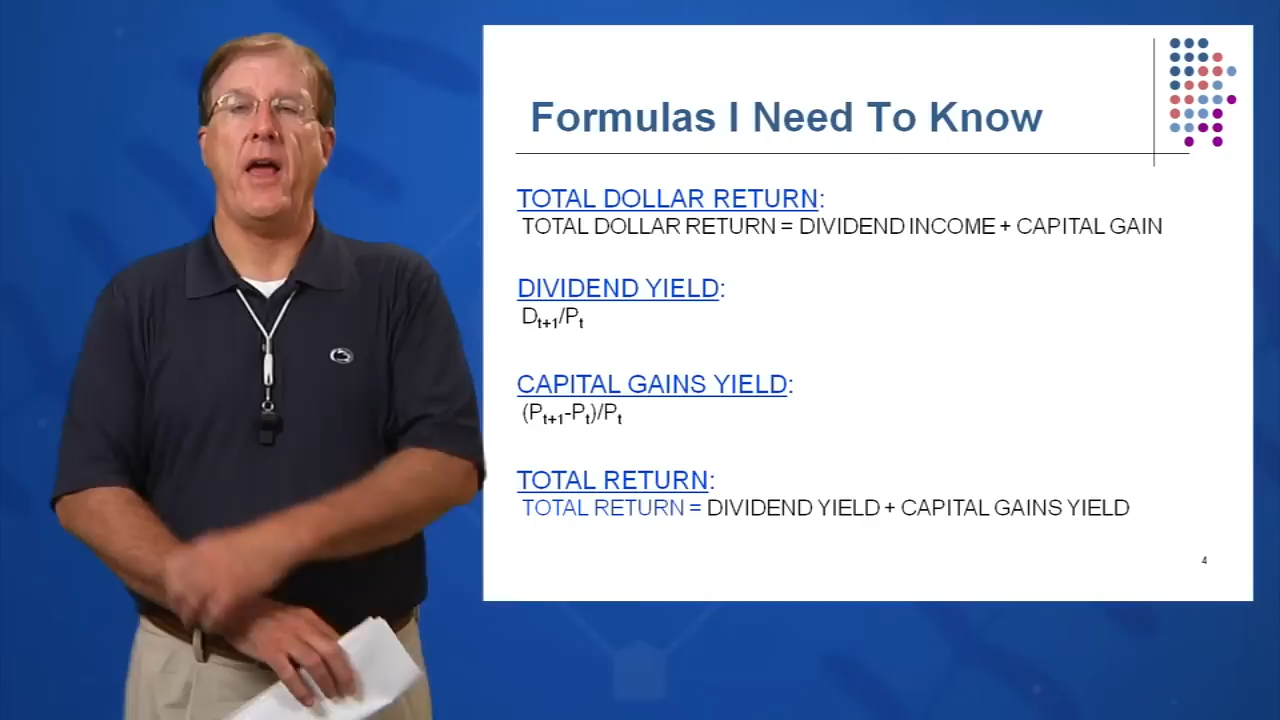 Formulas I Need To Know
TOTAL DOLLAR RETURN:
TOTAL DOLLAR RETURN = DIVIDEND INCOME + CAPITAL GAIN
DIVIDEND YIELD:
Dt+1/Pt
CAPITAL GAINS YIELD:
(Pt+1-Pt)/Pt
TOTAL RETURN:
TOTAL RETURN = DIVIDEND YIELD + CAPITAL GAINS YIELD
4